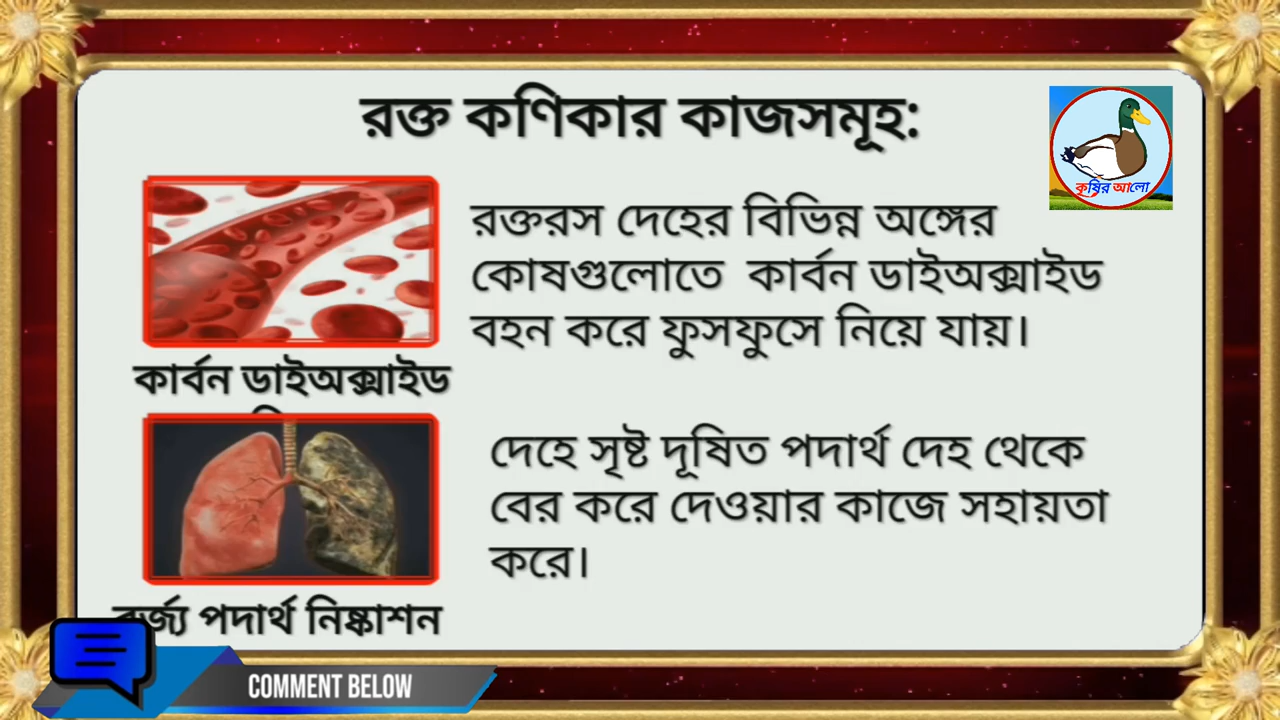 রক্ত কণিকার কাজসমূহ:
কৃষির আলো
রক্তরস দেহের বিভিন্ন অঙ্গের
কোষগুলোতে কার্বন ডাইঅক্সাইড
বহন করে ফুসফুসে নিয়ে যায়।
কার্বন ডাইঅক্সাইড
দেহে সৃষ্ট দূষিত পদার্থ দেহ থেকে
বের করে দেওয়ার কাজে সহায়তা
করে।
বর্জ্য পদার্থ নিষ্কাশন
COMMENT BELOW